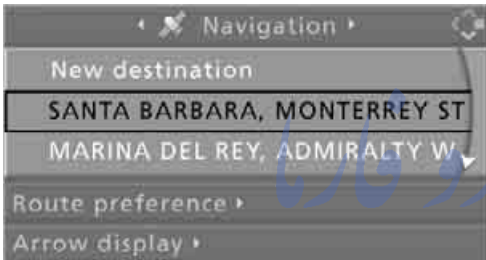 Navigation
New destination
SANTA BARBARA, MONTERREY ST
MARINA DEL REY, ADMIRALTY W
Route preference
Arrow display